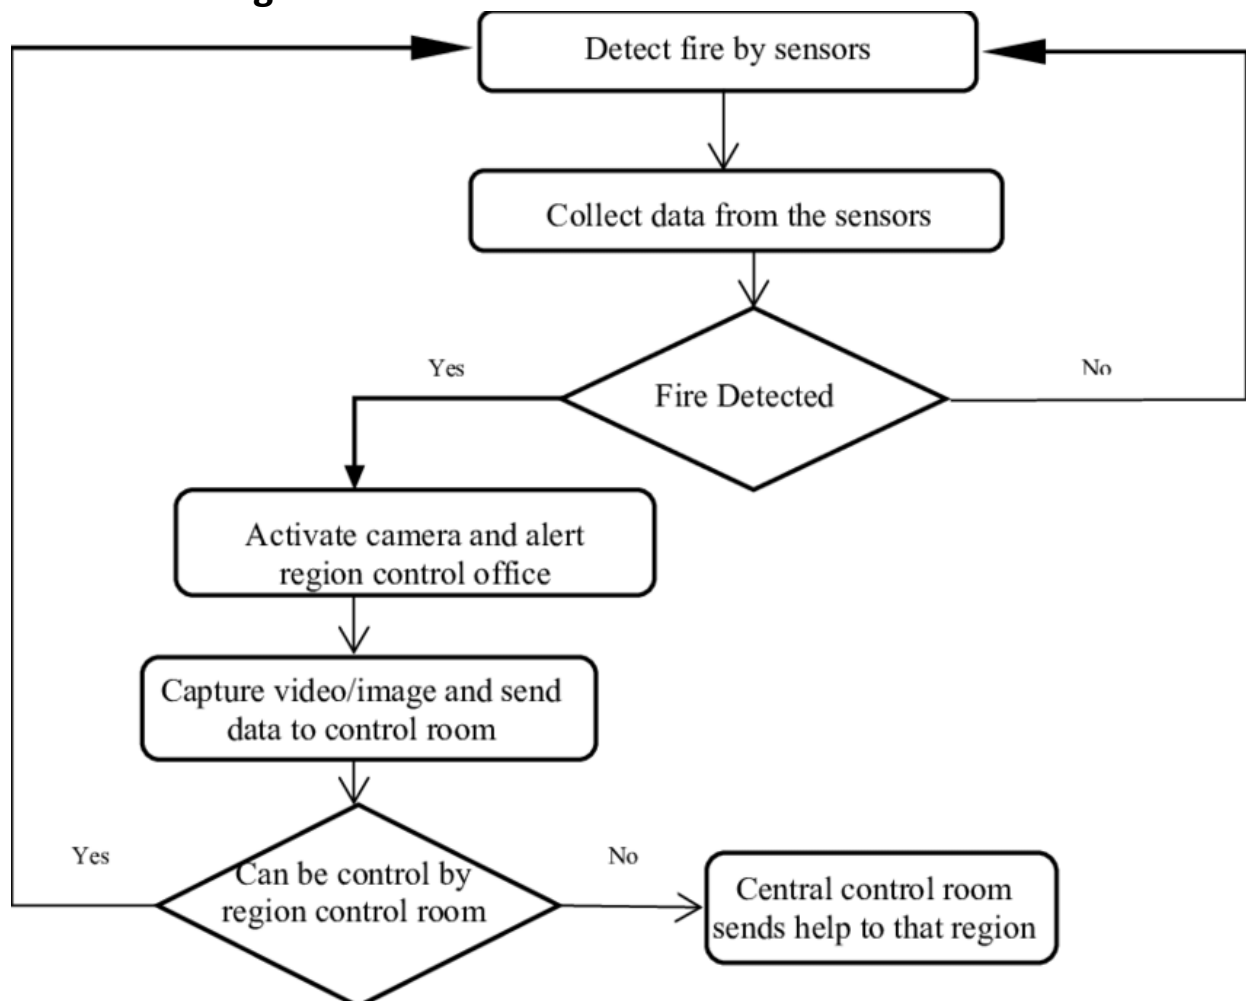 Detect fire by sensors
Collect data from the sensors
Yes
No
Fire Detected
Activate camera and alert
region control office
Capture video/image and send
data to control room
Yes
No
Can be control by
region control room
Central control room
sends help to that region